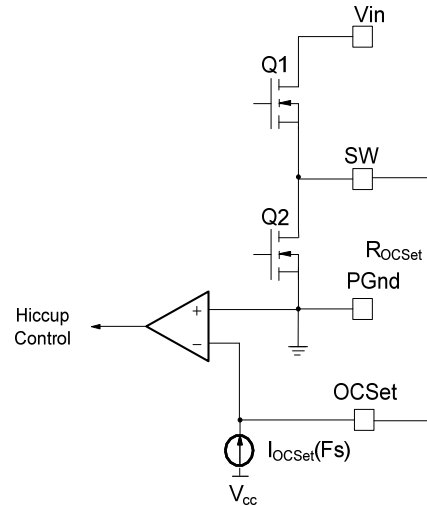 Vin
Q1
SW
Q2
ROCSet
PGnd
+
−
Hiccup
Control
OCSet
IOCSet(Fs)
Vcc